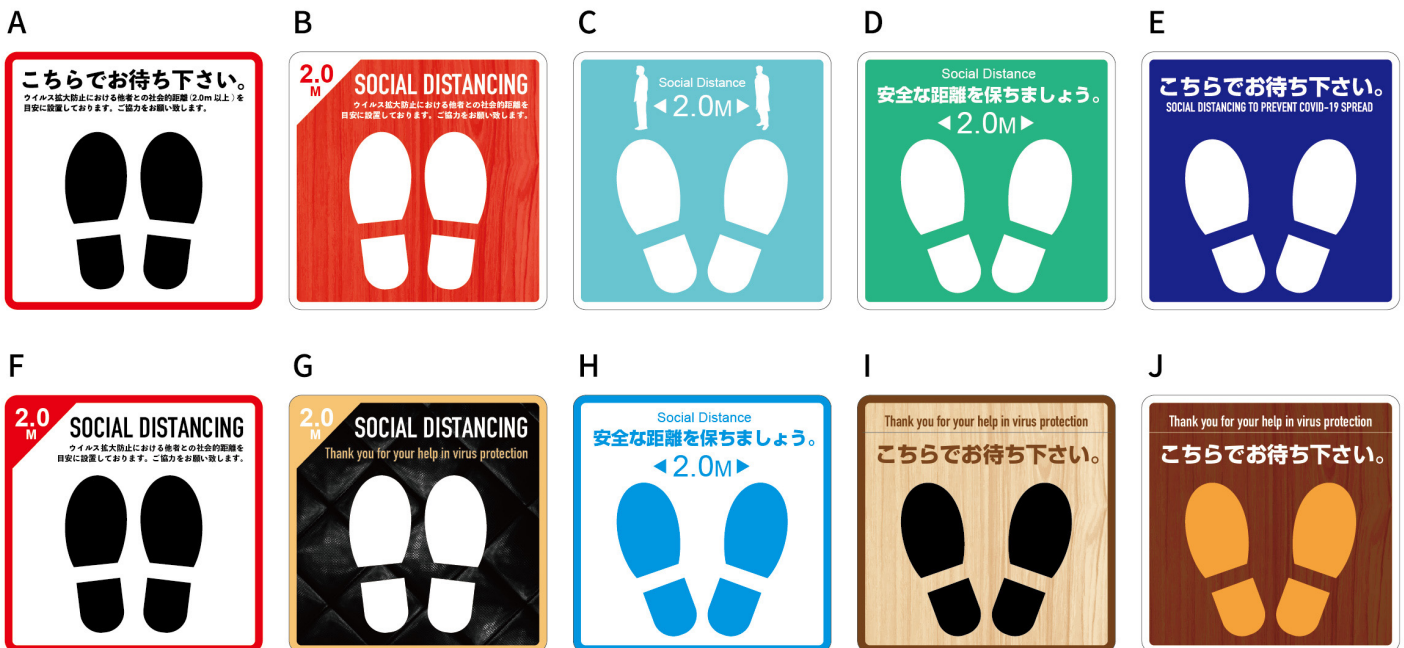 A
こちらでお待ち下さい。
ウイルス拡大防止における他者との社会的距離(2.0m 以上)を
目安に設置しております。ご協力をお願い致します。
B
2.0
M
SOCIAL DISTANCING
ウイルス拡大防止における他者との社会的距離を
目安に設置しております。ご協力をお願い致します。
C
Social Distance
◀2.0M▶
D
Social Distance
安全な距離を保ちましょう。
◀2.0M▶
E
こちらでお待ち下さい。
SOCIAL DISTANCING TO PREVENT COVID-19 SPREAD
F
2.0
M
SOCIAL DISTANCING
ウイルス拡大防止における他者との社会的距離を
目安に設置しております。ご協力をお願い致します。
G
2.0
M
SOCIAL DISTANCING
Thank you for your help in virus protection
H
Social Distance
安全な距離を保ちましょう。
◀2.0M▶
I
Thank you for your help in virus protection
こちらでお待ち下さい。
J
Thank you for your help in virus protection
こちらでお待ち下さい。